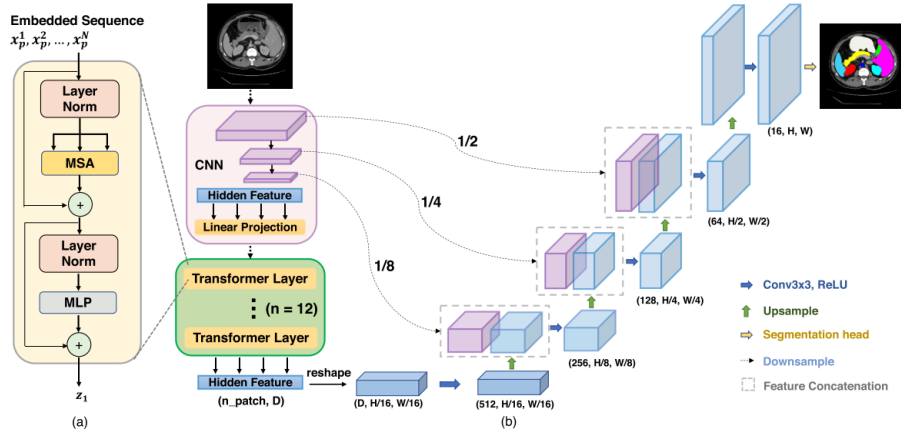 Embedded Sequence
x_p^1, x_p^2, ..., x_p^N
Layer
Norm
MSA
+
Layer
Norm
MLP
+
z_1
(a)
CNN
Hidden Feature
Linear Projection
Transformer Layer
(n = 12)
Transformer Layer
Hidden Feature
(n_patch, D)
reshape
(D, H/16, W/16)
(512, H/16, W/16)
(b)
1/2
1/4
1/8
(256, H/8, W/8)
(128, H/4, W/4)
(64, H/2, W/2)
(16, H, W)
Conv3x3, ReLU
Upsample
Segmentation head
Downsample
Feature Concatenation